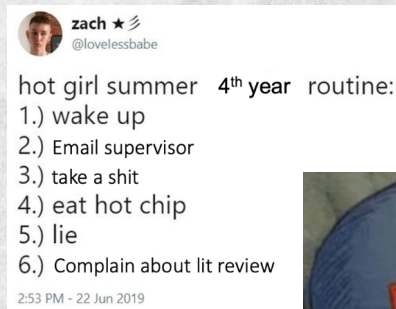 zach ★彡
@lovelessbabe
hot girl summer 4th year routine:
1.) wake up
2.) Email supervisor
3.) take a shit
4.) eat hot chip
5.) lie
6.) Complain about lit review
2:53 PM - 22 Jun 2019